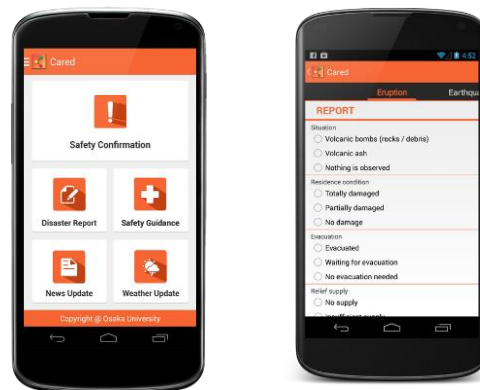 Cared
Safety Confirmation
Disaster Report
Safety Guidance
News Update
Weather Update
Copyright @ Osaka University
4:52
Cared
Eruption
Earthqua
REPORT
Situation
Volcanic bombs (rocks / debris)
Volcanic ash
Nothing is observed
Residence condition
Totally damaged
Partially damaged
No damage
Evacuation
Evacuated
Waiting for evacuation
No evacuation needed
Relief supply
No supply
Insufficient supply